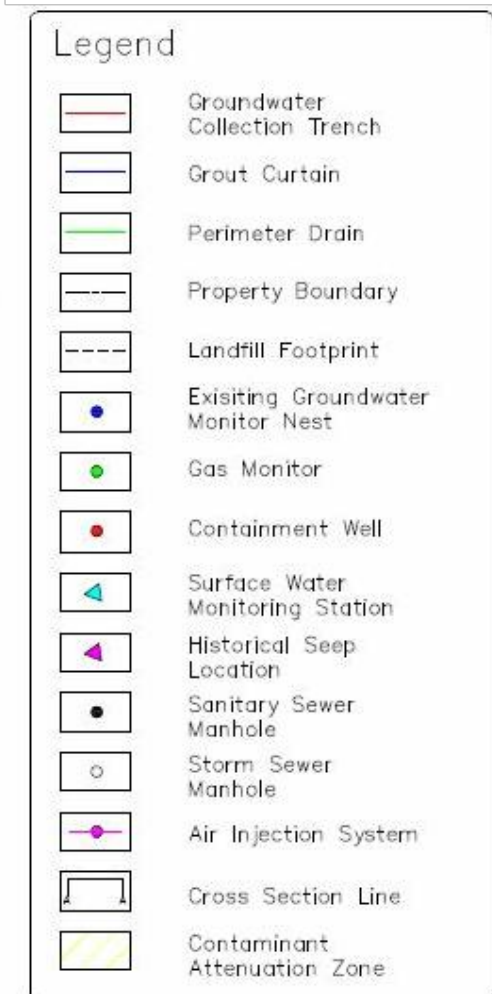 Legend
Groundwater
Collection Trench
Grout Curtain
Perimeter Drain
Property Boundary
Landfill Footprint
Exisiting Groundwater
Monitor Nest
Gas Monitor
Containment Well
Surface Water
Monitoring Station
Historical Seep
Location
Sanitary Sewer
Manhole
Storm Sewer
Manhole
Air Injection System
Cross Section Line
Contaminant
Attenuation Zone